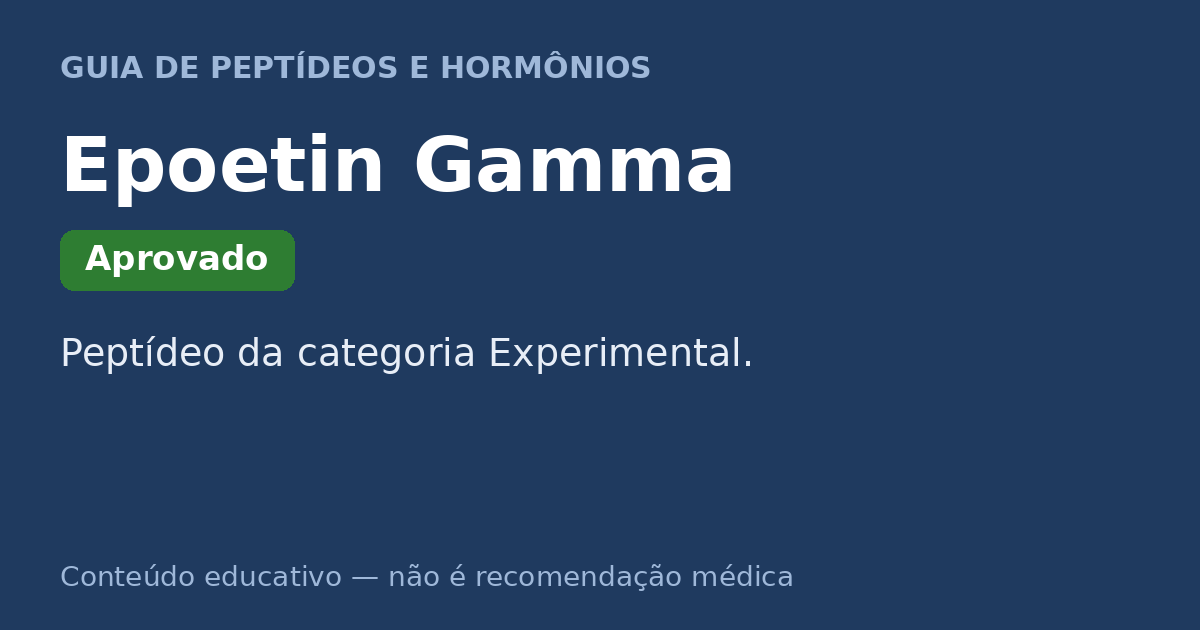 GUIA DE PEPTÍDEOS E HORMÔNIOS
Epoetin Gamma
Aprovado
Peptídeo da categoria Experimental.
Conteúdo educativo — não é recomendação médica